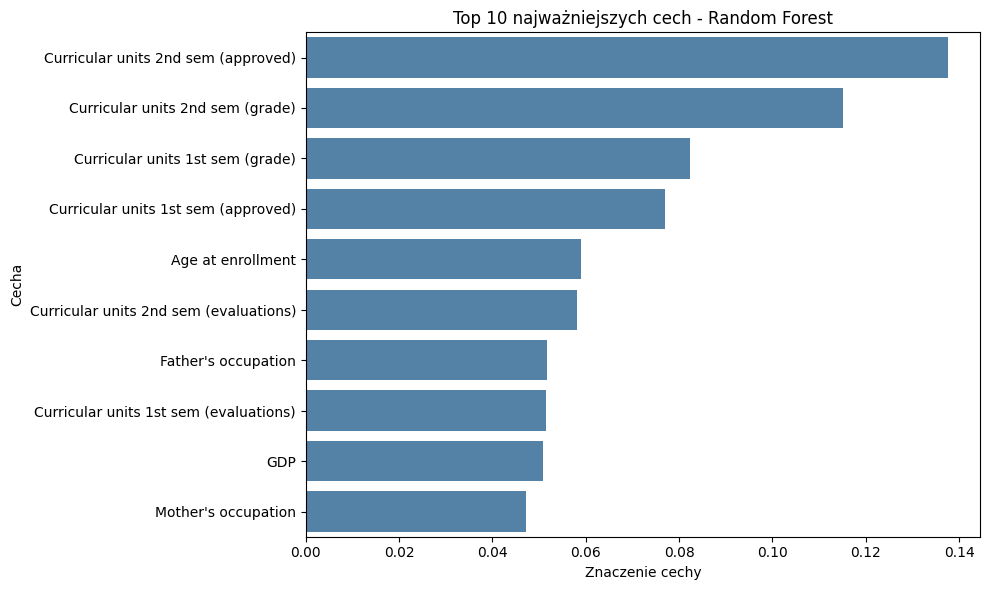 Top 10 najważniejszych cech - Random Forest
Curricular units 2nd sem (approved)
Curricular units 2nd sem (grade)
Curricular units 1st sem (grade)
Curricular units 1st sem (approved)
Age at enrollment
Curricular units 2nd sem (evaluations)
Father's occupation
Curricular units 1st sem (evaluations)
GDP
Mother's occupation
Cecha
0.00 0.02 0.04 0.06 0.08 0.10 0.12 0.14
Znaczenie cechy